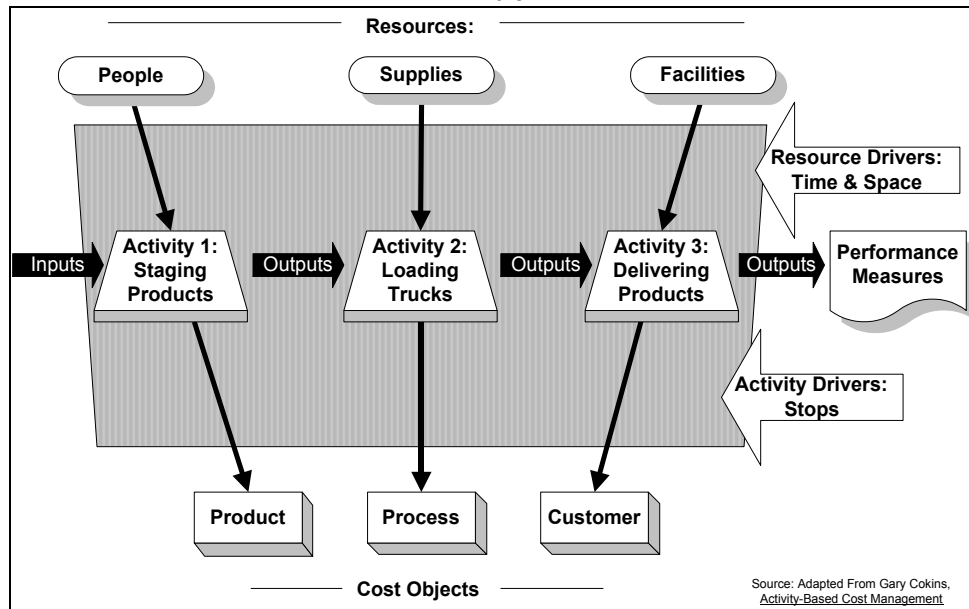 Resources:
People
Supplies
Facilities
Resource Drivers:
Time & Space
Inputs
Activity 1:
Staging
Products
Outputs
Activity 2:
Loading
Trucks
Outputs
Activity 3:
Delivering
Products
Outputs
Performance
Measures
Activity Drivers:
Stops
Product
Process
Customer
Cost Objects
Source: Adapted From Gary Cokins,
Activity-Based Cost Management